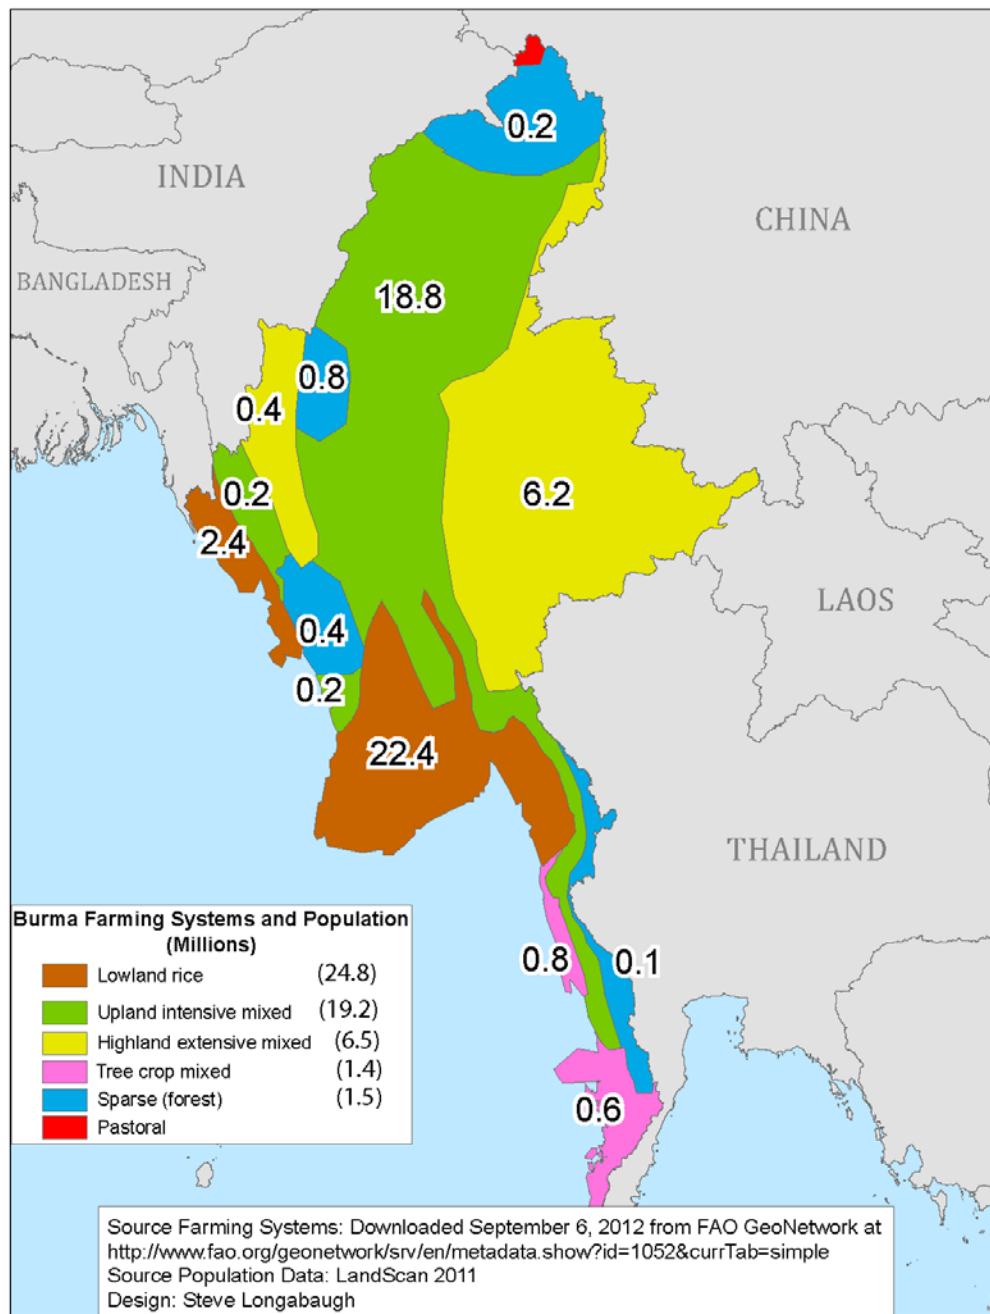 0.2
INDIA
CHINA
BANGLADESH
18.8
0.8
0.4
0.2
6.2
2.4
LAOS
0.4
0.2
22.4
THAILAND
0.8
0.1
0.6
Burma Farming Systems and Population
(Millions)
Lowland rice (24.8)
Upland intensive mixed (19.2)
Highland extensive mixed (6.5)
Tree crop mixed (1.4)
Sparse (forest) (1.5)
Pastoral
Source Farming Systems: Downloaded September 6, 2012 from FAO GeoNetwork at
http://www.fao.org/geonetwork/srv/en/metadata.show?id=1052&currTab=simple
Source Population Data: LandScan 2011
Design: Steve Longabaugh